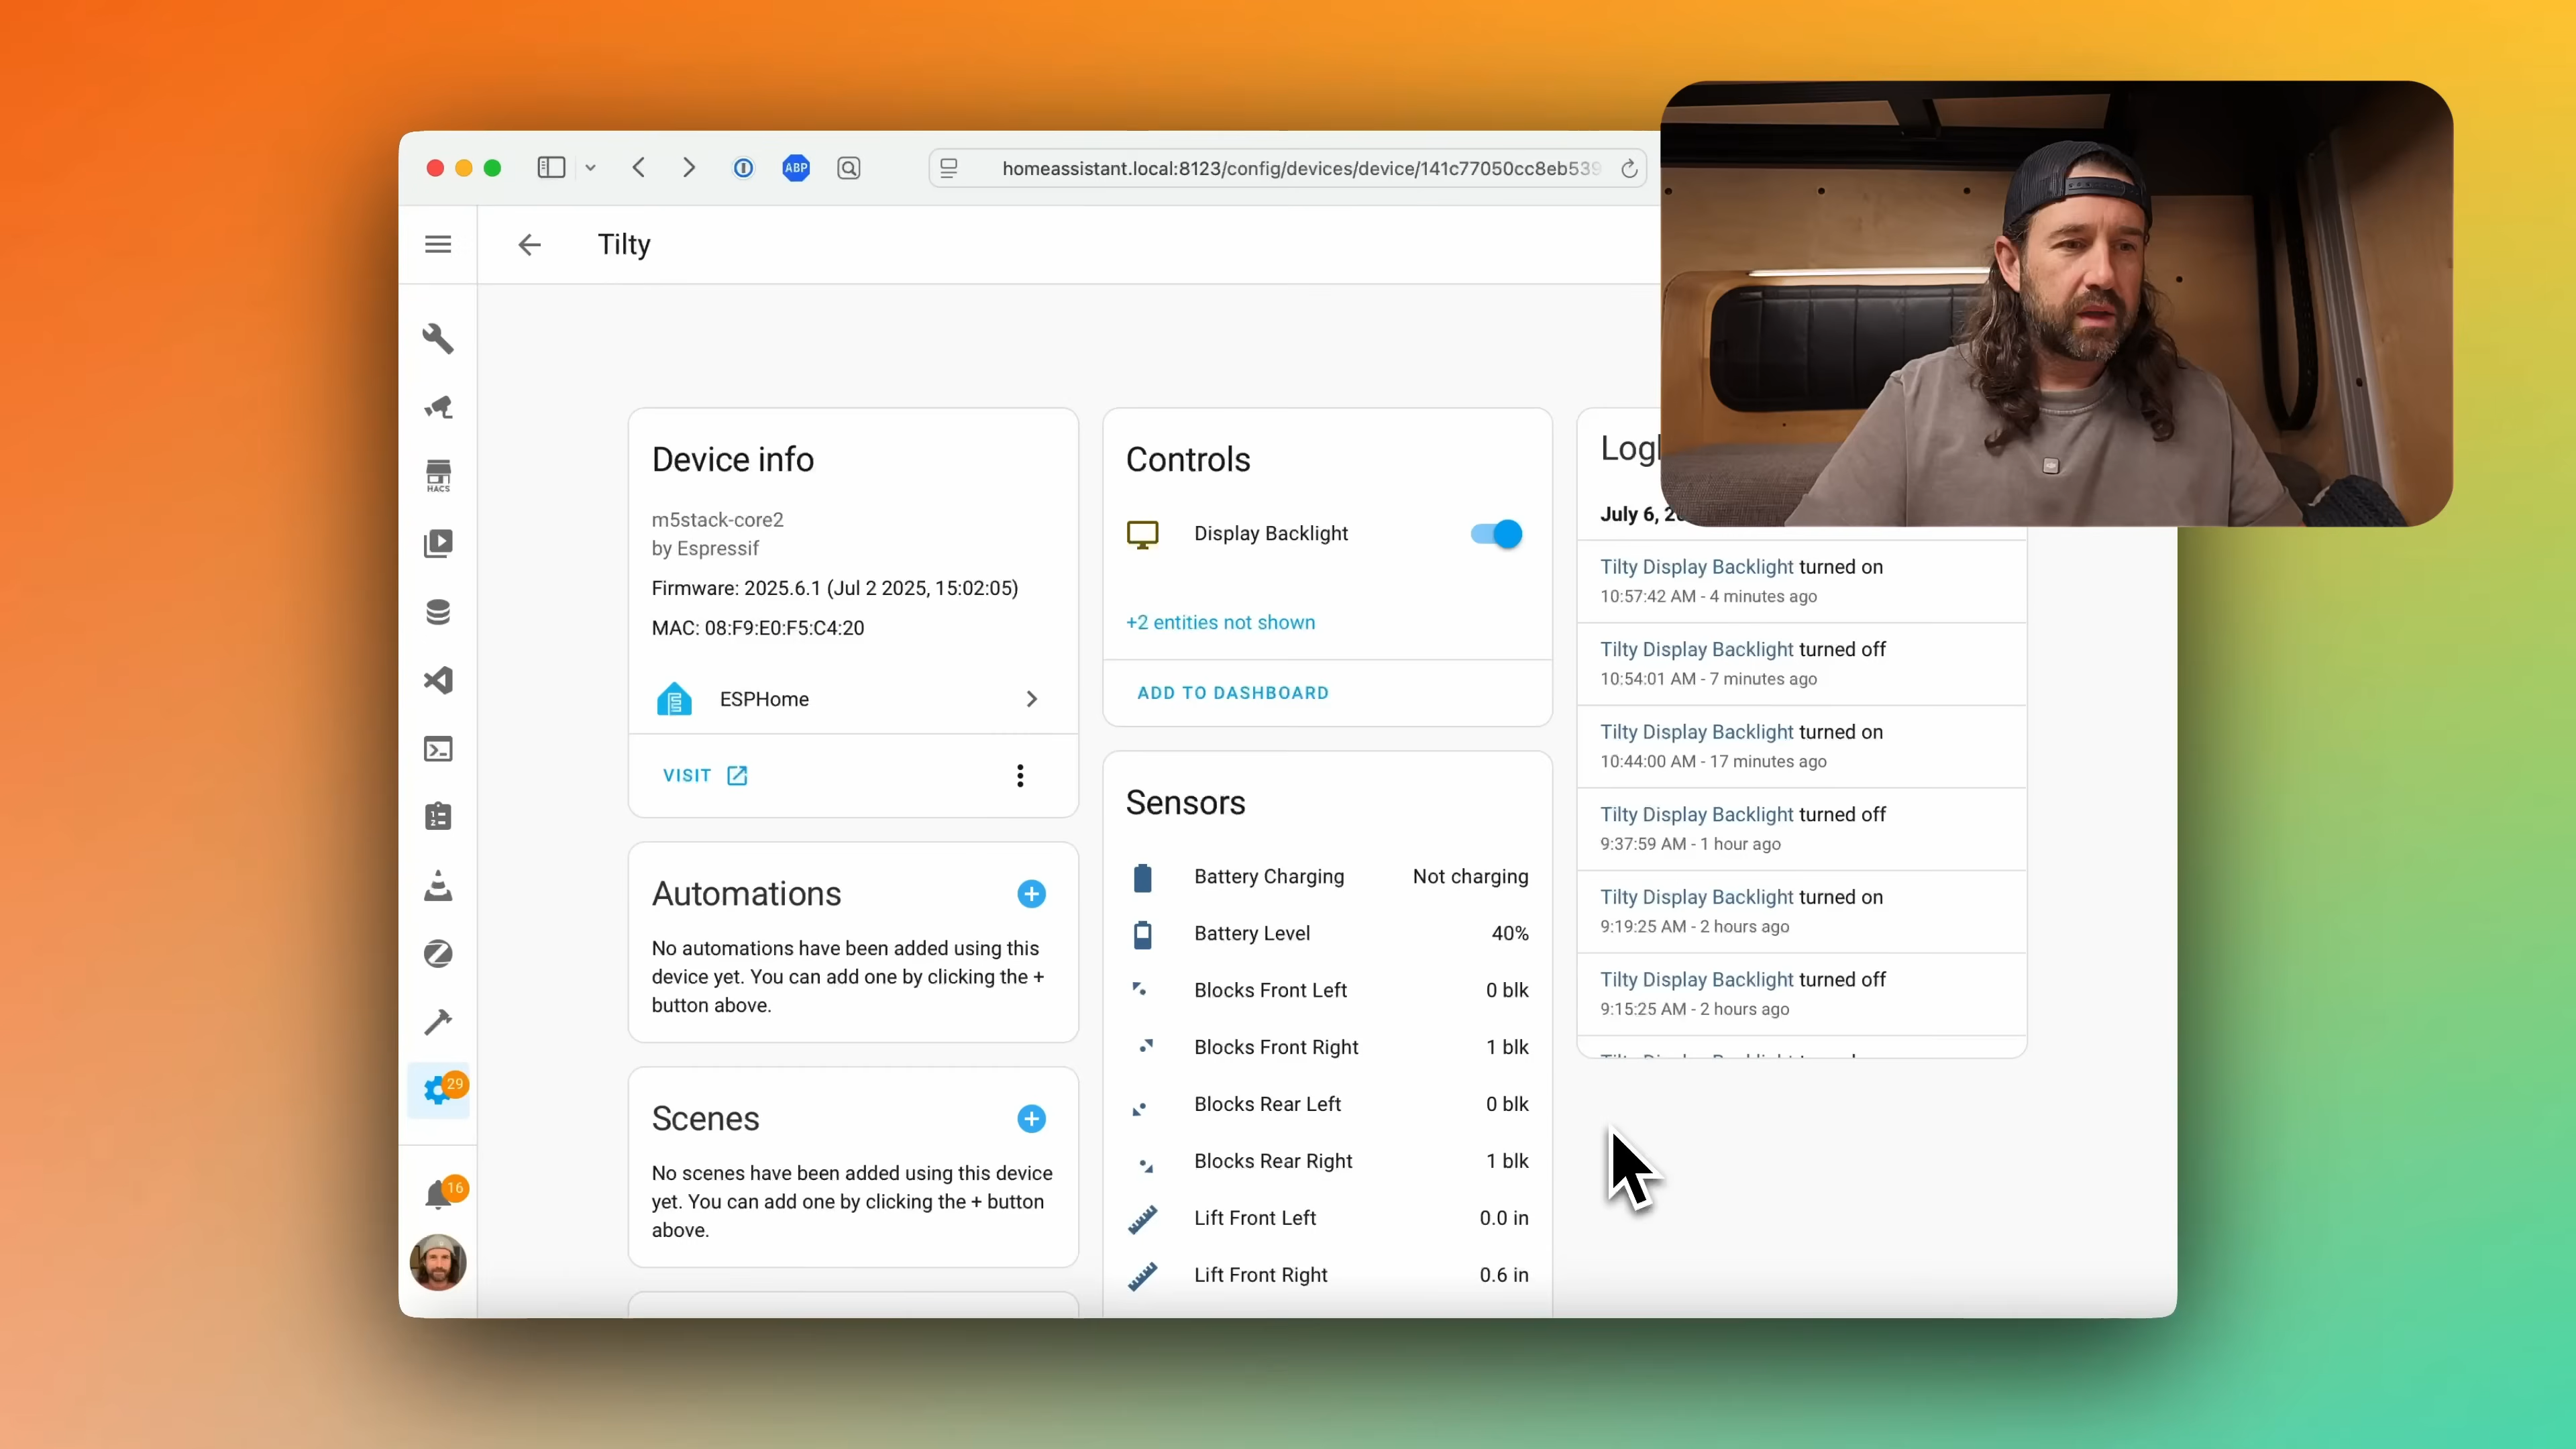 ABP
homeassistant.local:8123/config/devices/device/141c77050cc8eb539
Tilty
HACS
29
16
Device info
m5stack-core2
by Espressif
Firmware: 2025.6.1 (Jul 2 2025, 15:02:05)
MAC: 08:F9:E0:F5:C4:20
ESPHome
VISIT
Automations
No automations have been added using this
device yet. You can add one by clicking the +
button above.
Scenes
No scenes have been added using this device
yet. You can add one by clicking the + button
above.
Controls
Display Backlight
+2 entities not shown
ADD TO DASHBOARD
Sensors
Battery Charging Not charging
Battery Level 40%
Blocks Front Left 0 blk
Blocks Front Right 1 blk
Blocks Rear Left 0 blk
Blocks Rear Right 1 blk
Lift Front Left 0.0 in
Lift Front Right 0.6 in
July 6,
Tilty Display Backlight turned on
10:57:42 AM - 4 minutes ago
Tilty Display Backlight turned off
10:54:01 AM - 7 minutes ago
Tilty Display Backlight turned on
10:44:00 AM - 17 minutes ago
Tilty Display Backlight turned off
9:37:59 AM - 1 hour ago
Tilty Display Backlight turned on
9:19:25 AM - 2 hours ago
Tilty Display Backlight turned off
9:15:25 AM - 2 hours ago